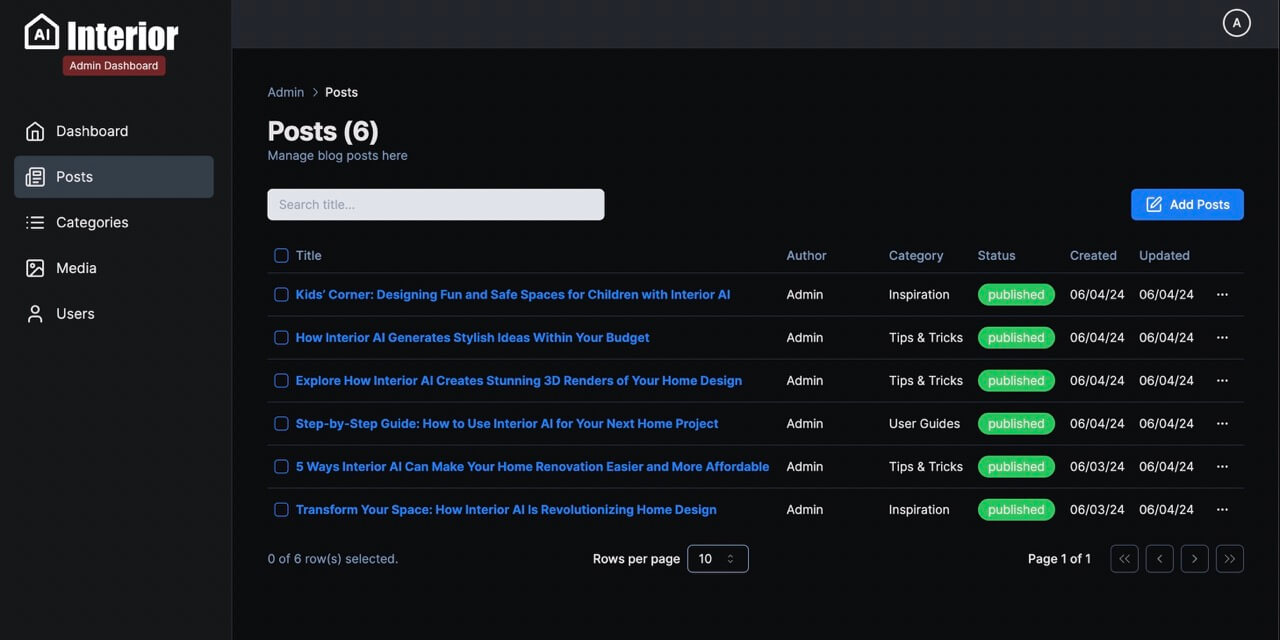 AI Interior
Admin Dashboard
Dashboard
Posts
Categories
Media
Users
A
Admin > Posts
Posts (6)
Manage blog posts here
Search title...
Add Posts
Title Author Category Status Created Updated
Kids’ Corner: Designing Fun and Safe Spaces for Children with Interior AI Admin Inspiration published 06/04/24 06/04/24 ...
How Interior AI Generates Stylish Ideas Within Your Budget Admin Tips & Tricks published 06/04/24 06/04/24 ...
Explore How Interior AI Creates Stunning 3D Renders of Your Home Design Admin Tips & Tricks published 06/04/24 06/04/24 ...
Step-by-Step Guide: How to Use Interior AI for Your Next Home Project Admin User Guides published 06/04/24 06/04/24 ...
5 Ways Interior AI Can Make Your Home Renovation Easier and More Affordable Admin Tips & Tricks published 06/03/24 06/04/24 ...
Transform Your Space: How Interior AI Is Revolutionizing Home Design Admin Inspiration published 06/03/24 06/04/24 ...
0 of 6 row(s) selected. Rows per page 10 Page 1 of 1 << < > >>